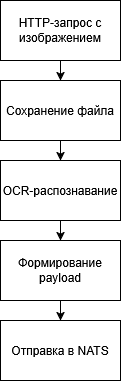 HTTP-запрос с
изображением
Сохранение файла
OCR-распознавание
Формирование
payload
Отправка в NATS